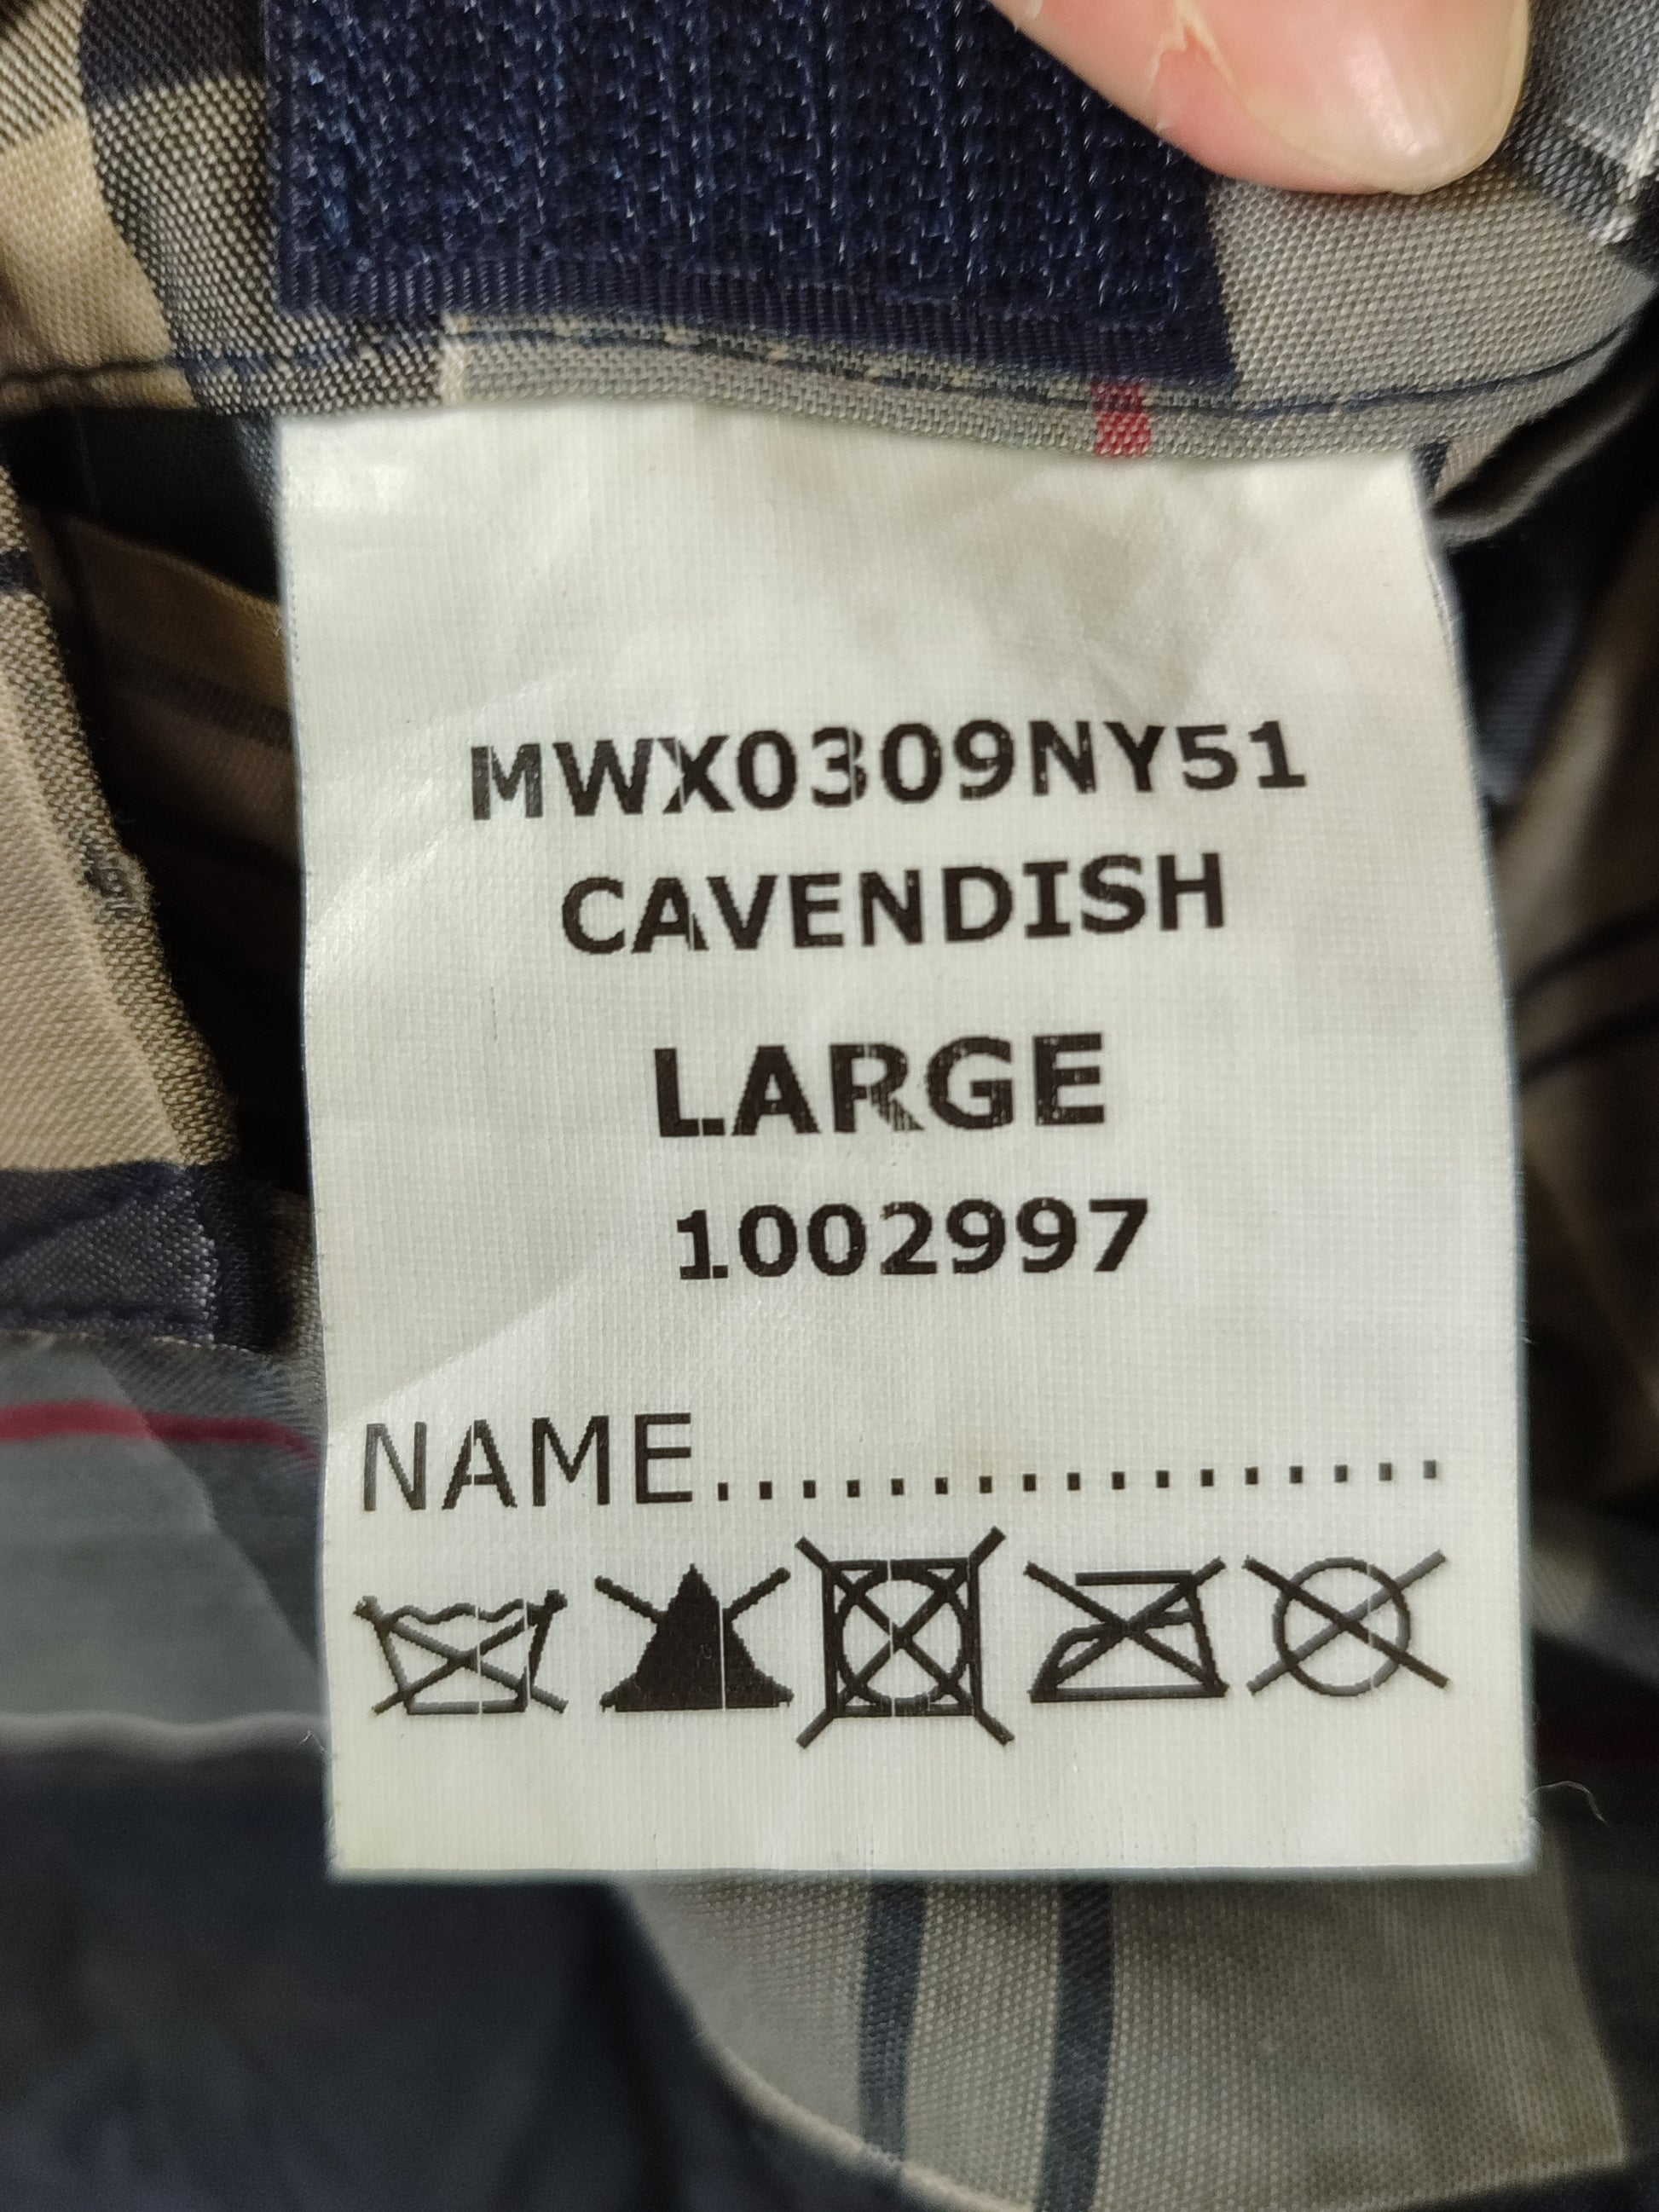 MWX0309NY51
CAVENDISH
LARGE
1002997
NAME....................